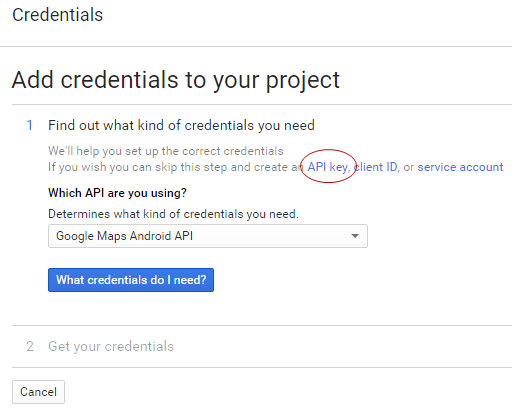 Credentials
Add credentials to your project
1 Find out what kind of credentials you need
We'll help you set up the correct credentials
If you wish you can skip this step and create an API key, client ID, or service account
Which API are you using?
Determines what kind of credentials you need.
Google Maps Android API
What credentials do I need?
2 Get your credentials
Cancel